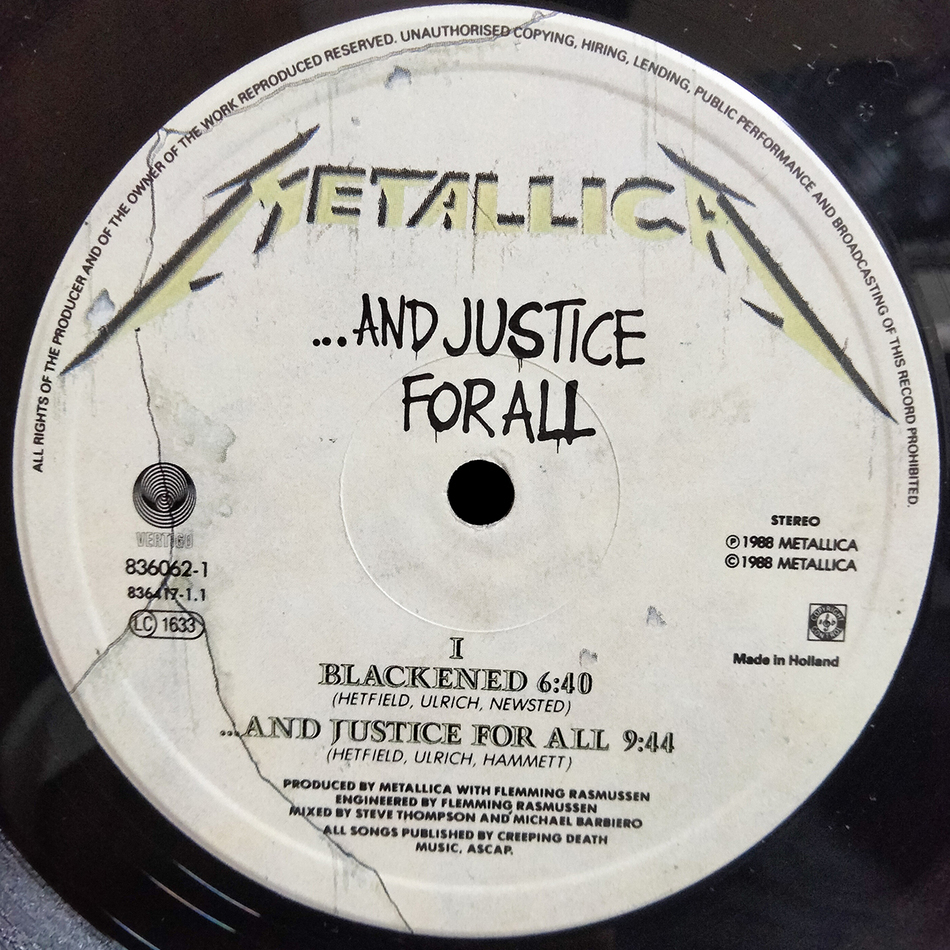 ALL RIGHTS OF THE PRODUCER AND OF THE OWNER OF THE WORK REPRODUCED RESERVED. UNAUTHORISED COPYING, HIRING, LENDING, PUBLIC PERFORMANCE AND BROADCASTING OF THIS RECORD PROHIBITED.
METALLICA
...AND JUSTICE
FOR ALL
VERTIGO
836062-1
836417-1.1
LC 1633
STEREO
Ⓟ 1988 METALLICA
© 1988 METALLICA
Made in Holland
I
BLACKENED 6:40
(HETFIELD, ULRICH, NEWSTED)
...AND JUSTICE FOR ALL 9:44
(HETFIELD, ULRICH, HAMMETT)
PRODUCED BY METALLICA WITH FLEMMING RASMUSSEN
ENGINEERED BY FLEMMING RASMUSSEN
MIXED BY STEVE THOMPSON AND MICHAEL BARBIERO
ALL SONGS PUBLISHED BY CREEPING DEATH
MUSIC, ASCAP.